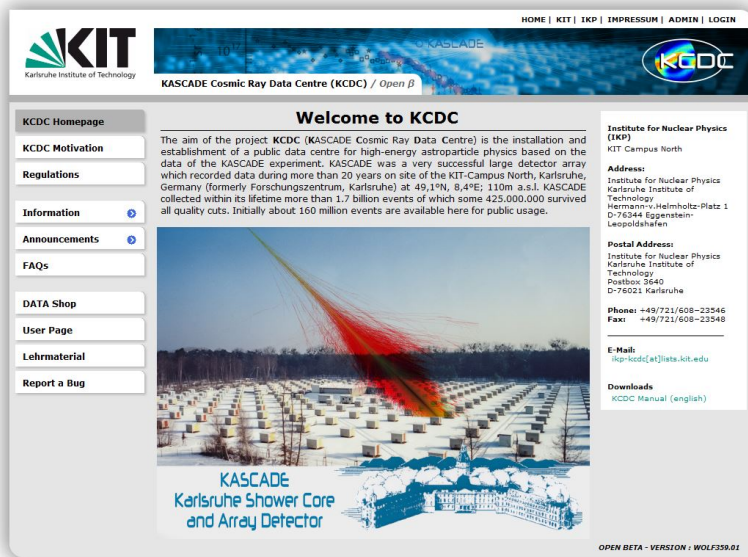 HOME | KIT | IKP | IMPRESSUM | ADMIN | LOGIN
KIT
Karlsruhe Institute of Technology
KASCADE
KCDC
KASCADE Cosmic Ray Data Centre (KCDC) / Open β
KCDC Homepage
KCDC Motivation
Regulations
Information
Announcements
FAQs
DATA Shop
User Page
Lehrmaterial
Report a Bug
Welcome to KCDC
The aim of the project KCDC (KASCADE Cosmic Ray Data Centre) is the installation and
establishment of a public data centre for high-energy astroparticle physics based on the
data of the KASCADE experiment. KASCADE was a very successful large detector array
which recorded data during more than 20 years on site of the KIT-Campus North, Karlsruhe,
Germany (formerly Forschungszentrum, Karlsruhe) at 49,1°N, 8,4°E; 110m a.s.l. KASCADE
collected within its lifetime more than 1.7 billion events of which some 425.000.000 survived
all quality cuts. Initially about 160 million events are available here for public usage.
KASCADE
Karlsruhe Shower Core
and Array Detector
Institute for Nuclear Physics
(IKP)
KIT Campus North
Address:
Institute for Nuclear Physics
Karlsruhe Institute of
Technology
Hermann-v.Helmholtz-Platz 1
D-76344 Eggenstein-
Leopoldshafen
Postal Address:
Institute for Nuclear Physics
Karlsruhe Institute of
Technology
Postbox 3640
D-76021 Karlsruhe
Phone: +49/721/608–23546
Fax: +49/721/608–23548
E-Mail:
ikp-kcdc[at]lists.kit.edu
Downloads
KCDC Manual (english)
OPEN BETA - VERSION : WOLF359.01